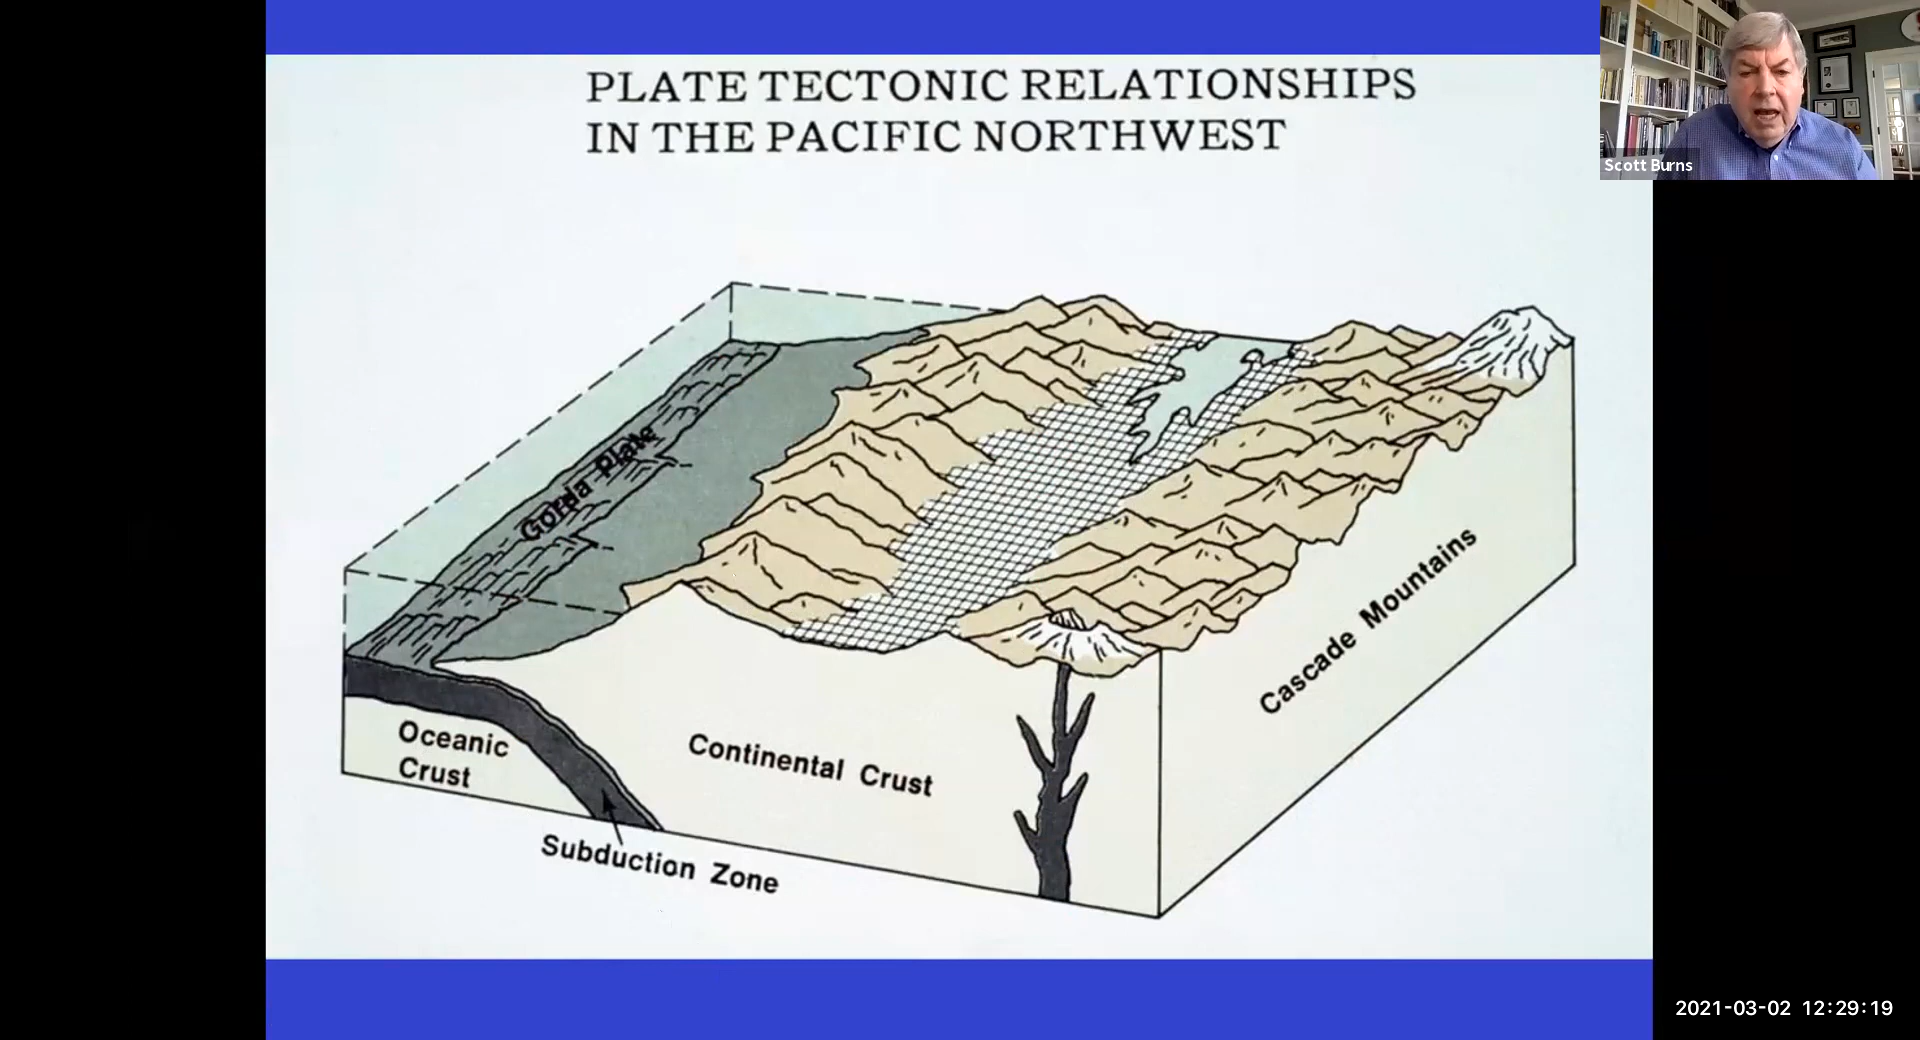 PLATE TECTONIC RELATIONSHIPS
IN THE PACIFIC NORTHWEST
Scott Burns
Gorda Plate
Cascade Mountains
Oceanic
Crust
Continental Crust
Subduction Zone
2021-03-02 12:29:19